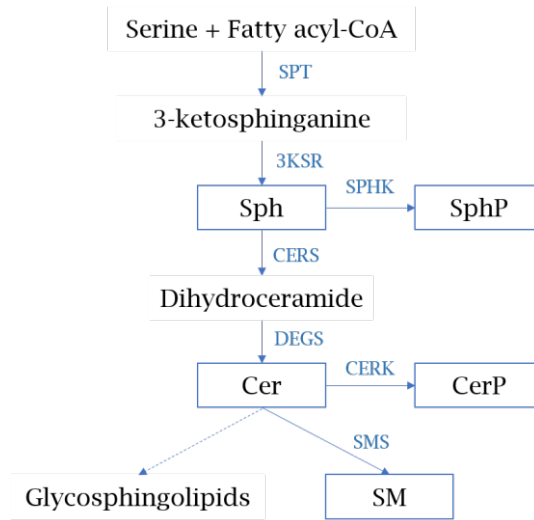 Serine + Fatty acyl-CoA
SPT
3-ketosphinganine
3KSR
Sph
SPHK
SphP
CERS
Dihydroceramide
DEGS
Cer
CERK
CerP
SMS
Glycosphingolipids
SM